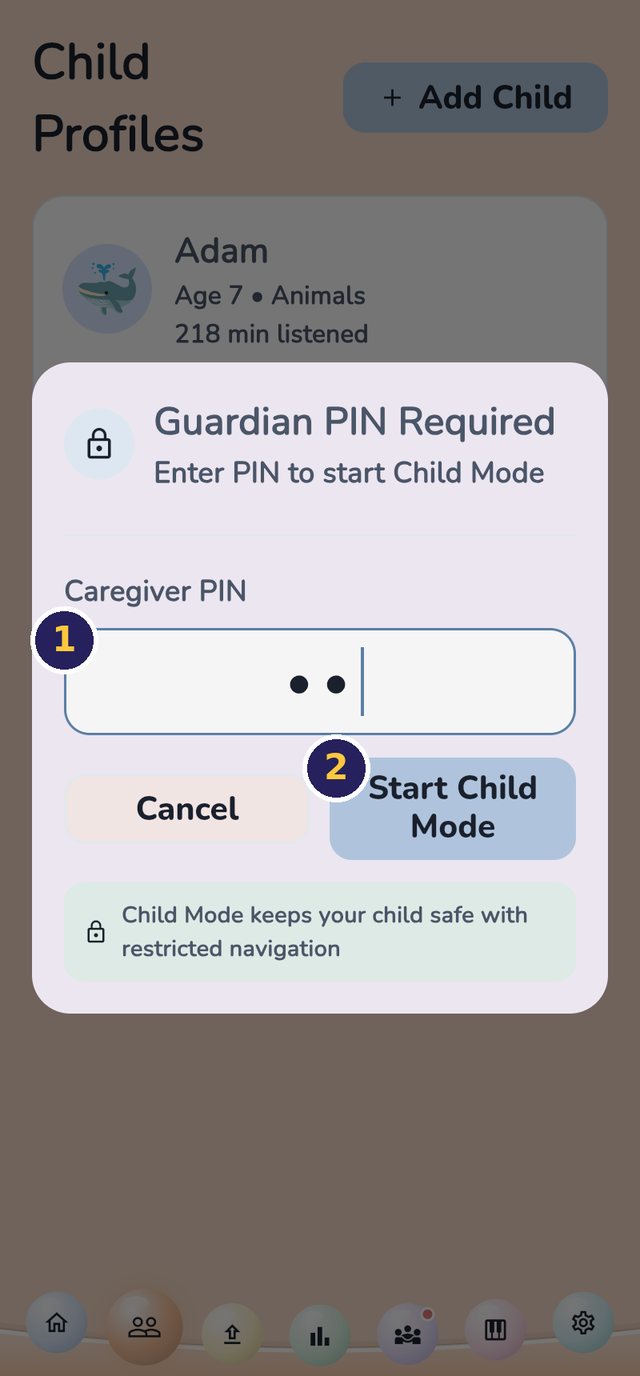 Child
Profiles
+ Add Child
Adam
Age 7 • Animals
218 min listened
Guardian PIN Required
Enter PIN to start Child Mode
Caregiver PIN
1
2
Cancel
Start Child
Mode
Child Mode keeps your child safe with
restricted navigation